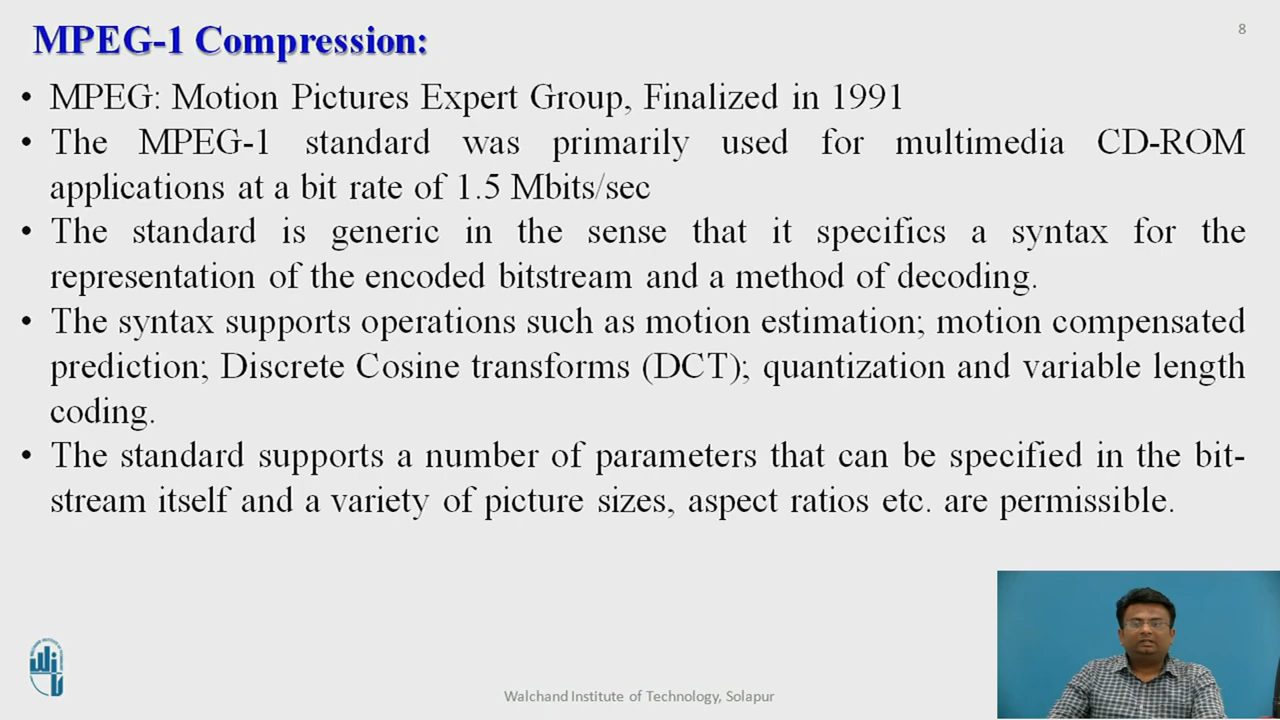 MPEG-1 Compression:
8
• MPEG: Motion Pictures Expert Group, Finalized in 1991
• The MPEG-1 standard was primarily used for multimedia CD-ROM
applications at a bit rate of 1.5 Mbits/sec
• The standard is generic in the sense that it specifics a syntax for the
representation of the encoded bitstream and a method of decoding.
• The syntax supports operations such as motion estimation; motion compensated
prediction; Discrete Cosine transforms (DCT); quantization and variable length
coding.
• The standard supports a number of parameters that can be specified in the bit-
stream itself and a variety of picture sizes, aspect ratios etc. are permissible.
Walchand Institute of Technology, Solapur